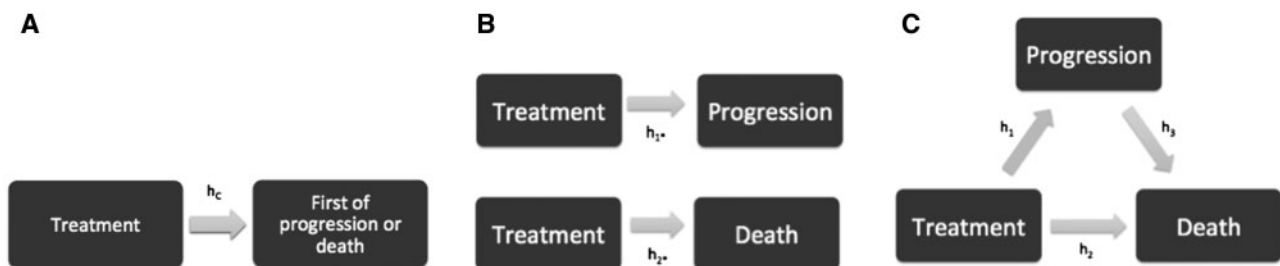 A
Treatment
h_C
First of
progression or
death
B
Treatment
h_1*
Progression
Treatment
h_2*
Death
C
Progression
h_1
h_3
Treatment
h_2
Death